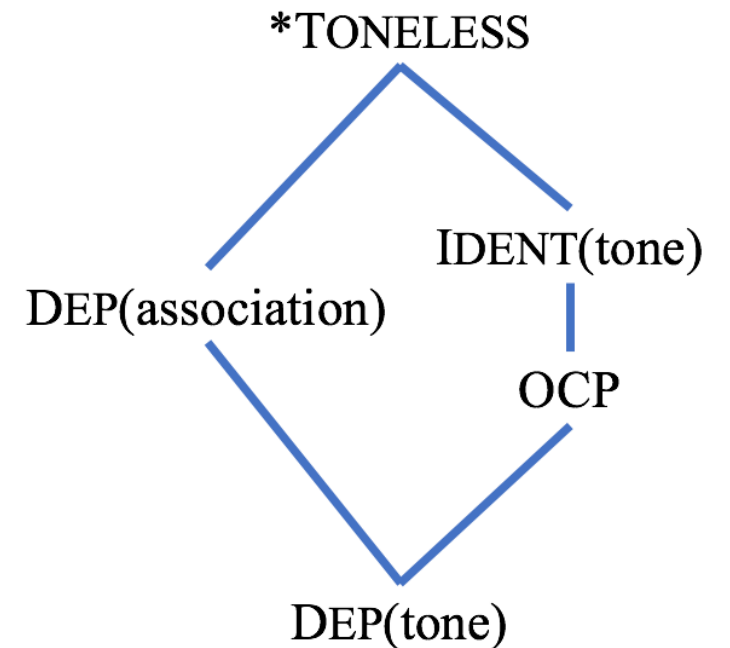 *TONELESS
IDENT(tone)
DEP(association)
OCP
DEP(tone)